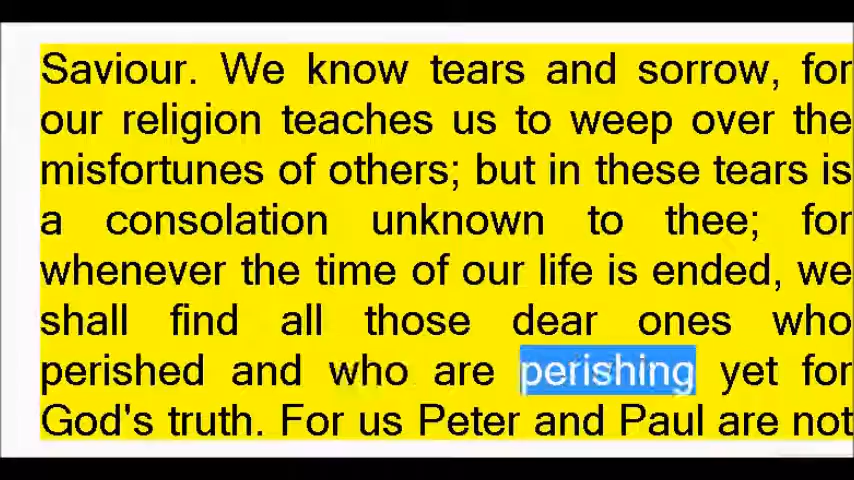 Saviour. We know tears and sorrow, for
our religion teaches us to weep over the
misfortunes of others; but in these tears is
a consolation unknown to thee; for
whenever the time of our life is ended, we
shall find all those dear ones who
perished and who are perishing yet for
God's truth. For us Peter and Paul are not